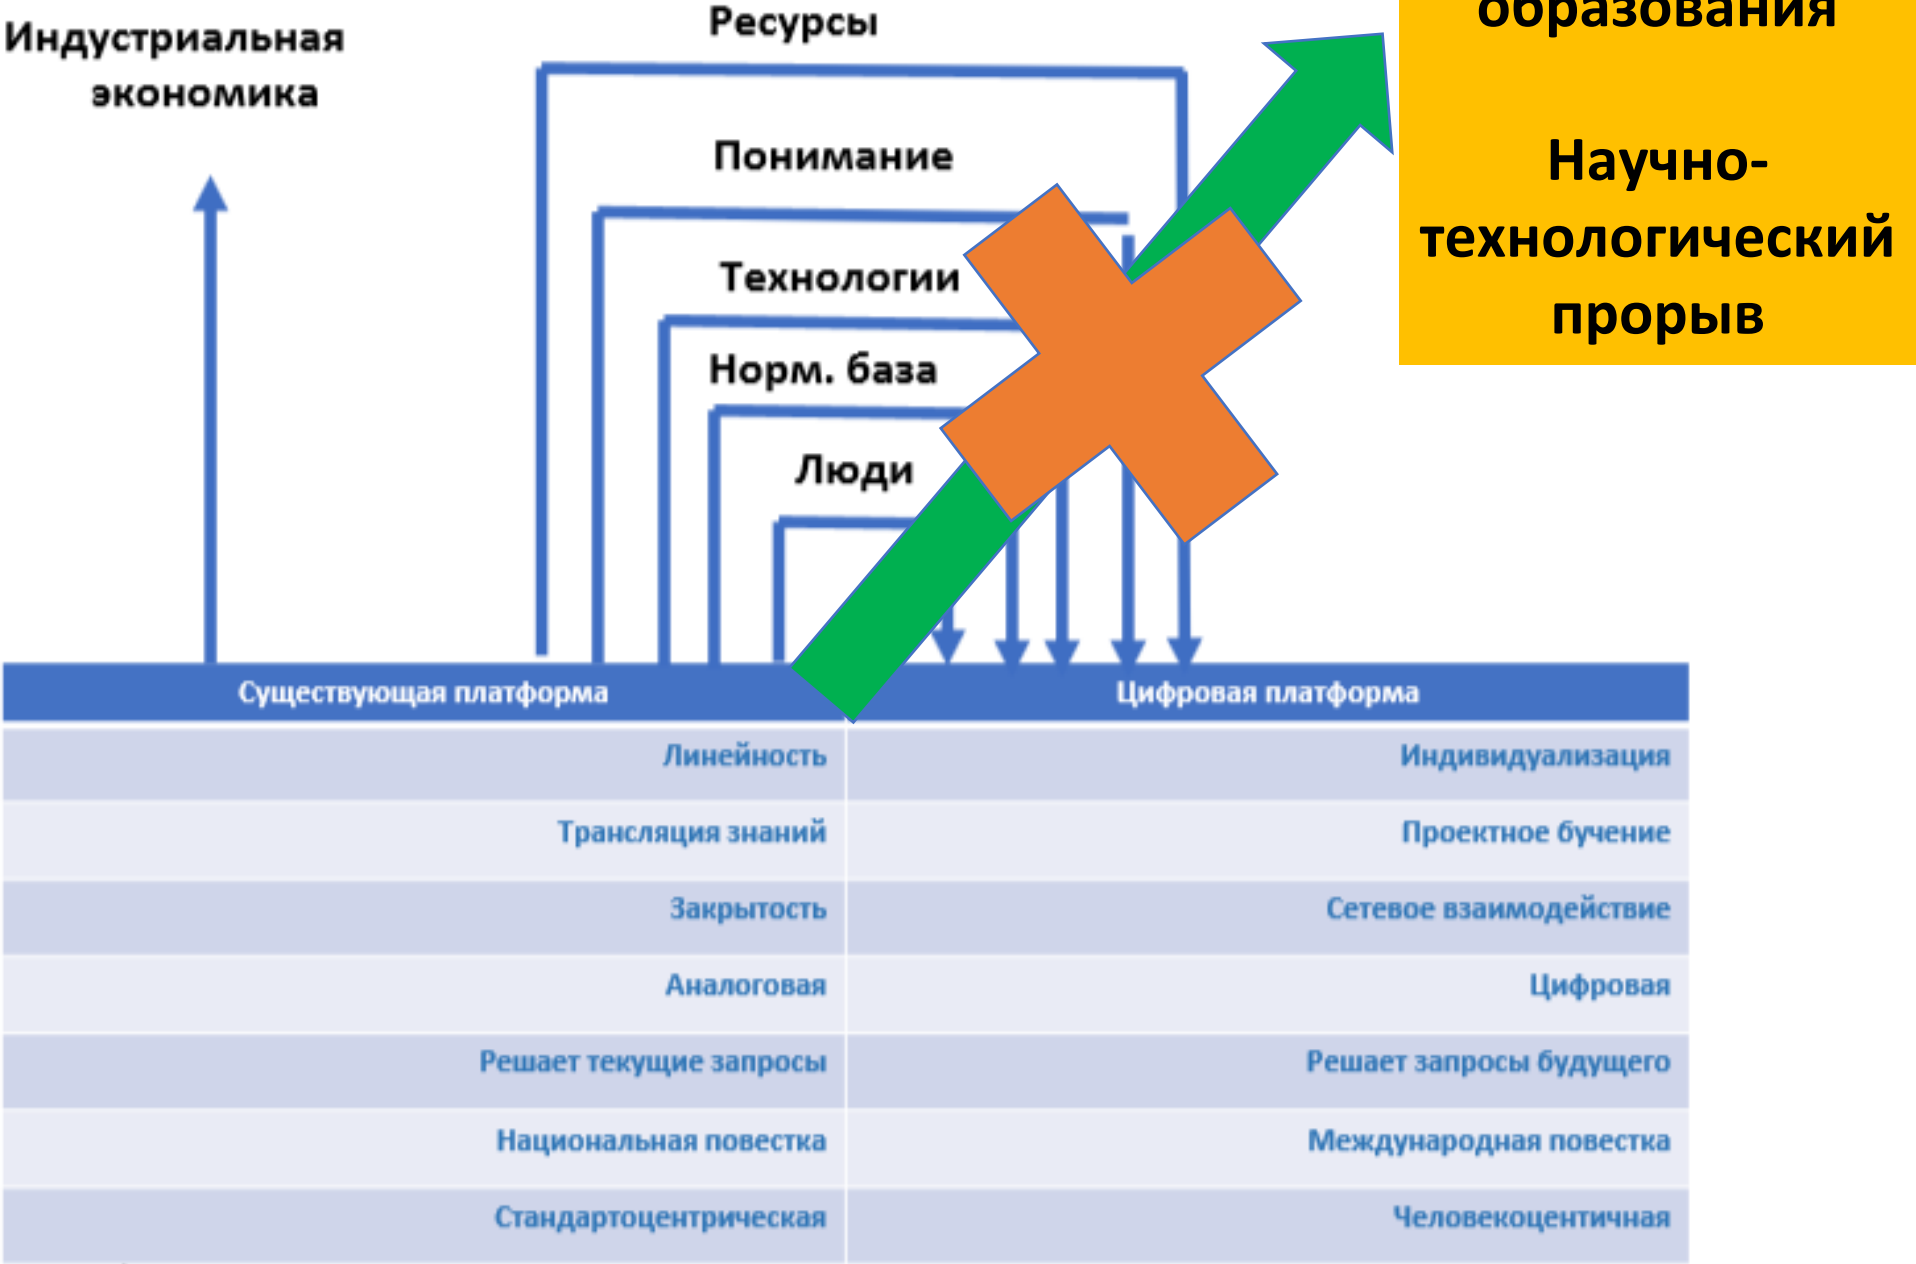 Индустриальная
экономика
Ресурсы
Понимание
Технологии
Норм. база
Люди
образования
Научно-
технологический
прорыв
Существующая платформа Цифровая платформа
Линейность Индивидуализация
Трансляция знаний Проектное бучение
Закрытость Сетевое взаимодействие
Аналоговая Цифровая
Решает текущие запросы Решает запросы будущего
Национальная повестка Международная повестка
Стандартоцентрическая Человекоцентичная